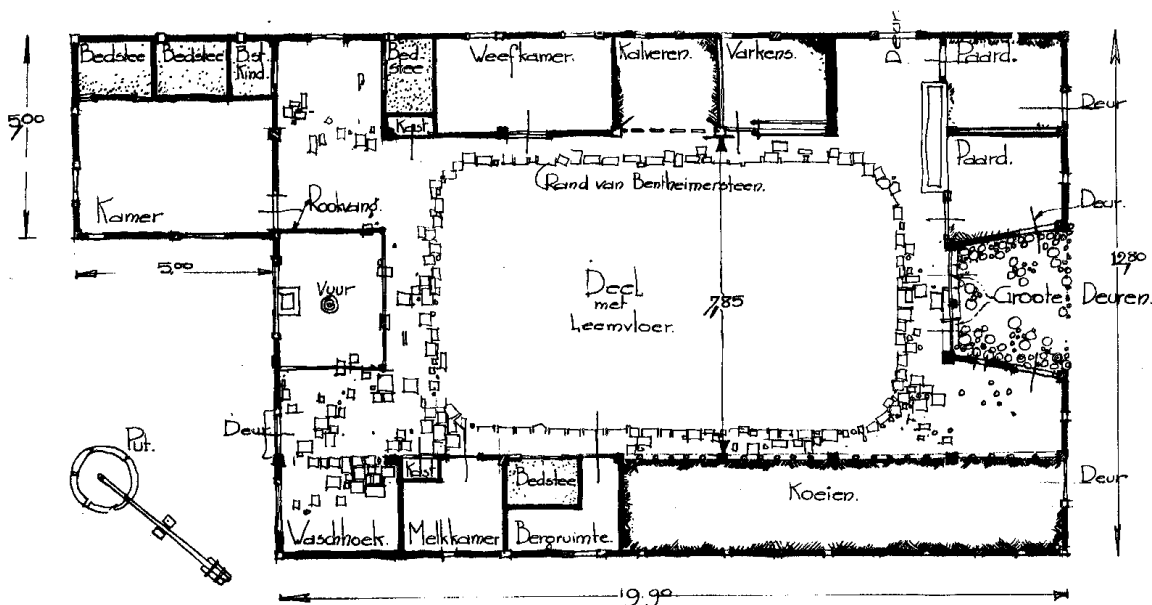 Bedstee
Bedstee
B.st.
Kind.
Bed-
stee
Kast
Weefkamer.
Kalveren.
Varkens.
Deur
Paard.
Deur
Paard.
Deur.
5,00
Kamer
5,00
Rookvang.
Rand van Bentheimersteen.
Vuur
Deel
met
Leemvloer.
7,85
Groote Deuren.
12,80
Deur
Put.
Kast
Bedstee
Koeien.
Deur
Waschhoek.
Melkkamer
Bergruimte.
19.90